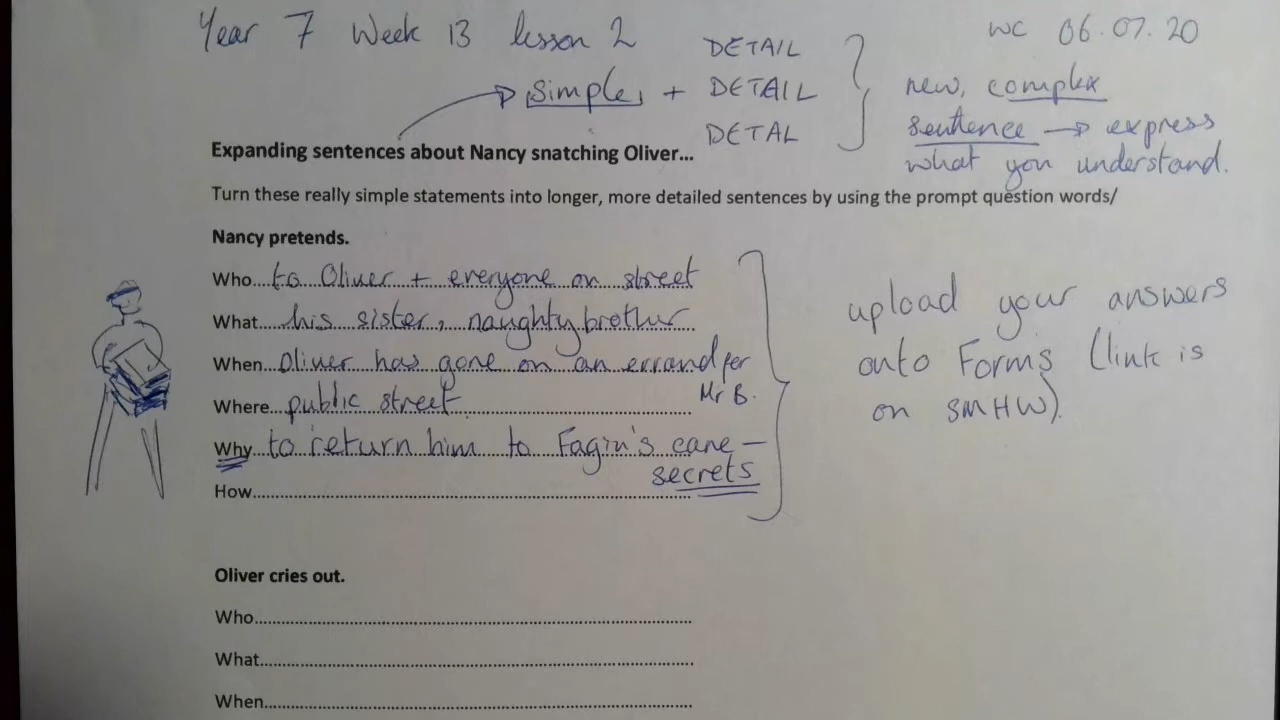 Year 7 Week 13 lesson 2
wc 06.07.20
DETAIL
simple + DETAIL
DETAL
new, complex
sentence → express
what you understand.
Expanding sentences about Nancy snatching Oliver...
Turn these really simple statements into longer, more detailed sentences by using the prompt question words/
Nancy pretends.
Who....to Oliver + everyone on street
What....his sister, naughty brother
When...Oliver has gone on an errand for
Mr B.
Where...public street
Why...to return him to Fagin's cane –
secrets
How...
upload your answers
onto Forms (link is
on SMHW).
Oliver cries out.
Who...
What...
When...